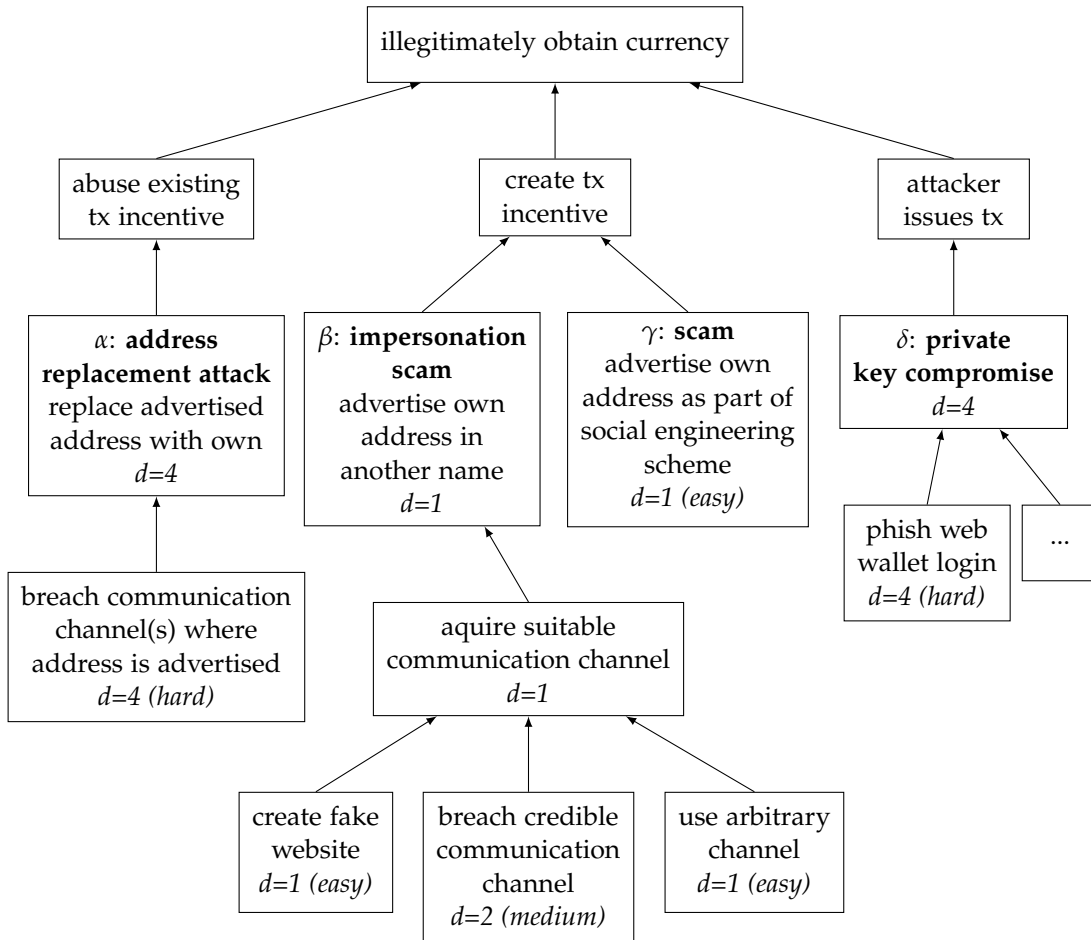 illegitimately obtain currency
abuse existing
tx incentive
create tx
incentive
attacker
issues tx
α: address
replacement attack
replace advertised
address with own
d=4
β: impersonation
scam
advertise own
address in
another name
d=1
γ: scam
advertise own
address as part of
social engineering
scheme
d=1 (easy)
δ: private
key compromise
d=4
breach communication
channel(s) where
address is advertised
d=4 (hard)
aquire suitable
communication channel
d=1
phish web
wallet login
d=4 (hard)
...
create fake
website
d=1 (easy)
breach credible
communication
channel
d=2 (medium)
use arbitrary
channel
d=1 (easy)